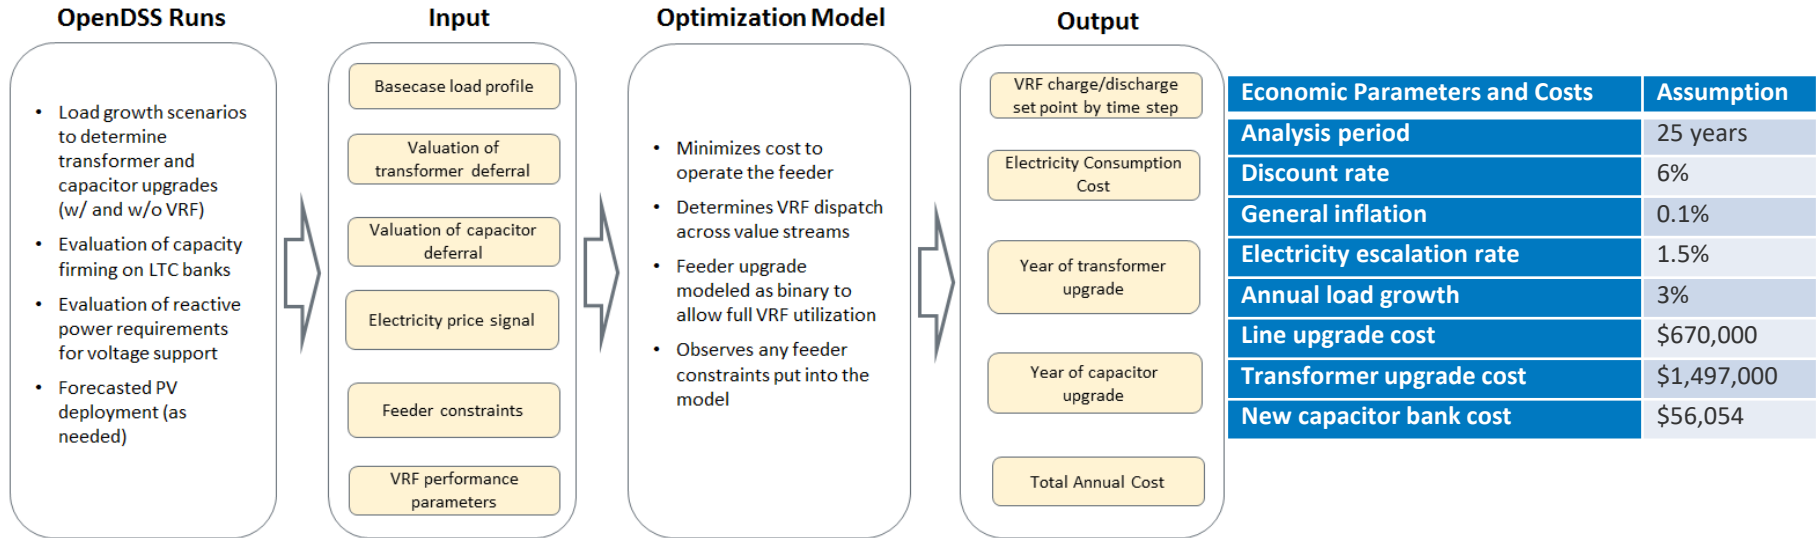 OpenDSS Runs
• Load growth scenarios
to determine
transformer and
capacitor upgrades
(w/ and w/o VRF)
• Evaluation of capacity
firming on LTC banks
• Evaluation of reactive
power requirements
for voltage support
• Forecasted PV
deployment (as
needed)
Input
Basecase load profile
Valuation of
transformer deferral
Valuation of capacitor
deferral
Electricity price signal
Feeder constraints
VRF performance
parameters
Optimization Model
• Minimizes cost to
operate the feeder
• Determines VRF dispatch
across value streams
• Feeder upgrade
modeled as binary to
allow full VRF utilization
• Observes any feeder
constraints put into the
model
Output
VRF charge/discharge
set point by time step
Electricity Consumption
Cost
Year of transformer
upgrade
Year of capacitor
upgrade
Total Annual Cost
Economic Parameters and Costs Assumption
Analysis period 25 years
Discount rate 6%
General inflation 0.1%
Electricity escalation rate 1.5%
Annual load growth 3%
Line upgrade cost $670,000
Transformer upgrade cost $1,497,000
New capacitor bank cost $56,054